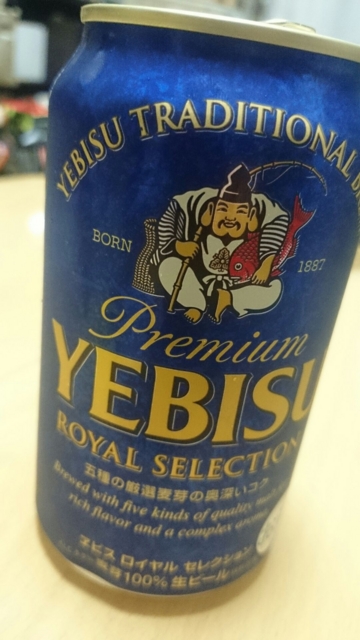 YEBISU TRADITIONAL
BORN 1887
Premium
YEBISU
ROYAL SELECTION
五種の厳選麦芽の奥深いコク
Brewed with five kinds of quality
rich flavor and a complex
ヱビス ロイヤル セレクション
麦芽100% 生ビール